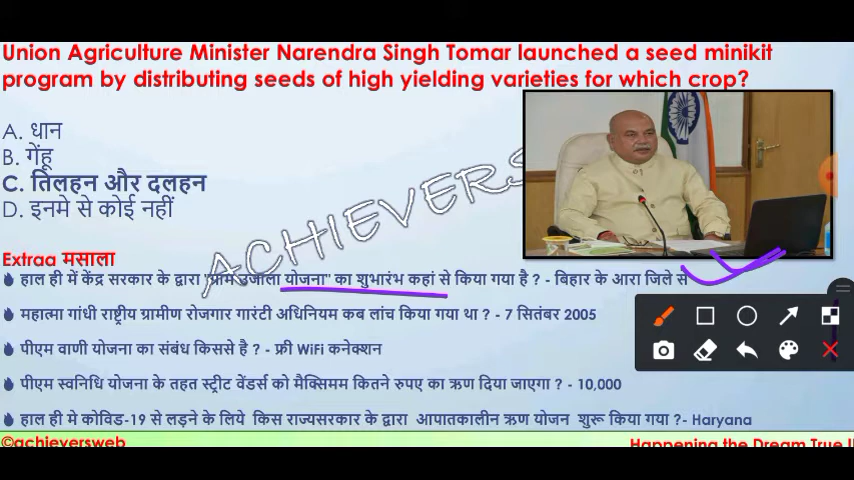 Union Agriculture Minister Narendra Singh Tomar launched a seed minikit
program by distributing seeds of high yielding varieties for which crop?
A. धान
B. गेंहू
C. तिलहन और दलहन
D. इनमे से कोई नहीं
ACHIEVERS
Extraa मसाला
हाल ही में केंद्र सरकार के द्वारा "ग्राम उजाला योजना" का शुभारंभ कहां से किया गया है ? - बिहार के आरा जिले से
महात्मा गांधी राष्ट्रीय ग्रामीण रोजगार गारंटी अधिनियम कब लांच किया गया था ? - 7 सितंबर 2005
पीएम वाणी योजना का संबंध किससे है ? - फ्री WiFi कनेक्शन
पीएम स्वनिधि योजना के तहत स्ट्रीट वेंडर्स को मैक्सिमम कितने रुपए का ऋण दिया जाएगा ? - 10,000
हाल ही मे कोविड-19 से लड़ने के लिये किस राज्यसरकार के द्वारा आपातकालीन ऋण योजन शुरू किया गया ?- Haryana
©achieversweb
Happening the Dream True !!